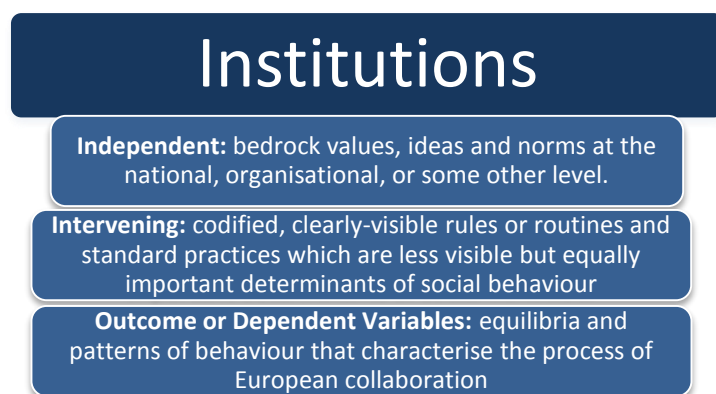 Institutions
Independent: bedrock values, ideas and norms at the
national, organisational, or some other level.
Intervening: codified, clearly-visible rules or routines and
standard practices which are less visible but equally
important determinants of social behaviour
Outcome or Dependent Variables: equilibria and
patterns of behaviour that characterise the process of
European collaboration